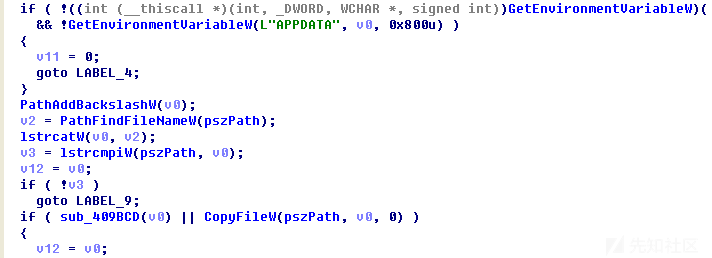 if ( !((int (__thiscall *)(int, _DWORD, WCHAR *, signed int))GetEnvironmentVariableW)(
&& !GetEnvironmentVariableW(L"APPDATA", v0, 0x800u) )
{
v11 = 0;
goto LABEL_4;
}
PathAddBackslashW(v0);
v2 = PathFindFileNameW(pszPath);
lstrcatW(v0, v2);
v3 = lstrcmpiW(pszPath, v0);
v12 = v0;
if ( !v3 )
goto LABEL_9;
if ( sub_409BCD(v0) || CopyFileW(pszPath, v0, 0) )
{
v12 = v0;
先知社区